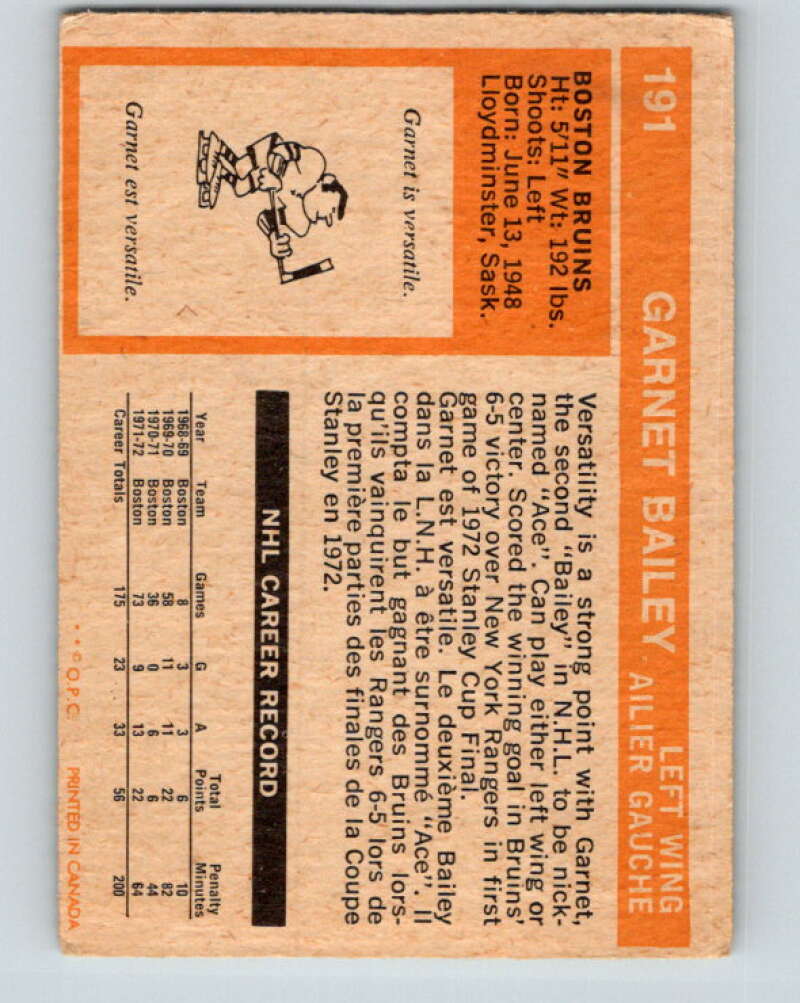 191
GARNET BAILEY
LEFT WING
AILIER GAUCHE
BOSTON BRUINS
Ht: 5'11" Wt: 192 lbs.
Shoots: Left
Born: June 13, 1948
Lloydminster, Sask.
Garnet is versatile.
Garnet est versatile.
Versatility is a strong point with Garnet,
the second "Bailey" in N.H.L. to be nick-
named "Ace". Can play either left wing or
center. Scored the winning goal in Bruins'
6-5 victory over New York Rangers in first
game of 1972 Stanley Cup Final.
Garnet est versatile. Le deuxième Bailey
dans la L.N.H. à être surnommé "Ace". il
compta le but gagnant des Bruins lors-
qu'ils vainquirent les Rangers 6-5 lors de
la première parties des finales de la Coupe
Stanley en 1972.
NHL CAREER RECORD
Year Team Games G A Total Points Penalty Minutes
1968-69 Boston 8 3 3 6 10
1969-70 Boston 58 11 11 22 82
1970-71 Boston 36 0 6 6 44
1971-72 Boston 73 9 13 22 64
Career Totals 175 23 33 56 200
**© O.P.C. PRINTED IN CANADA